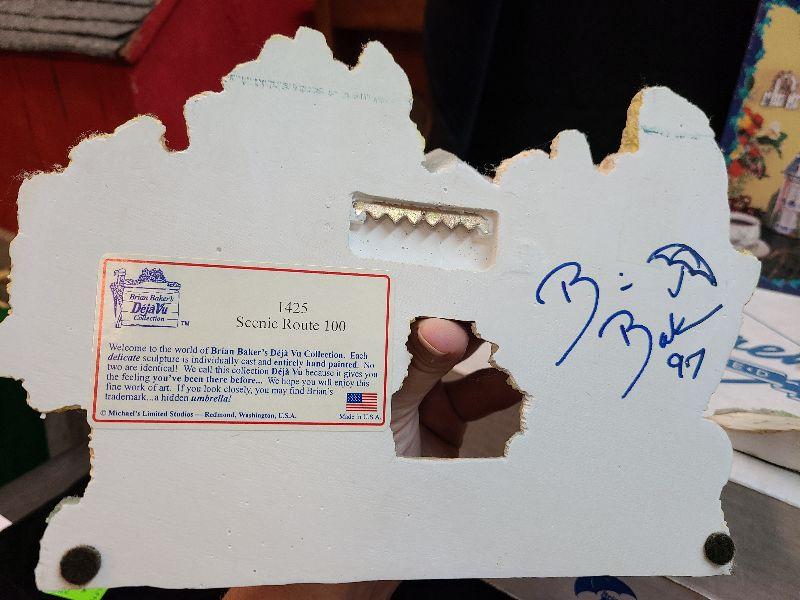 Brian Baker's
DéjàVu
Collection
TM
1425
Scenic Route 100
Welcome to the world of Brian Baker's Déjà Vu Collection. Each
delicate sculpture is individually cast and entirely hand painted. No
two are identical! We call this collection Déjà Vu because it gives you
the feeling you've been there before... We hope you will enjoy this
fine work of art. If you look closely, you may find Brian's
trademark...a hidden umbrella!
© Michael's Limited Studios — Redmond, Washington, U.S.A.
Made in U.S.A.
Baker
97